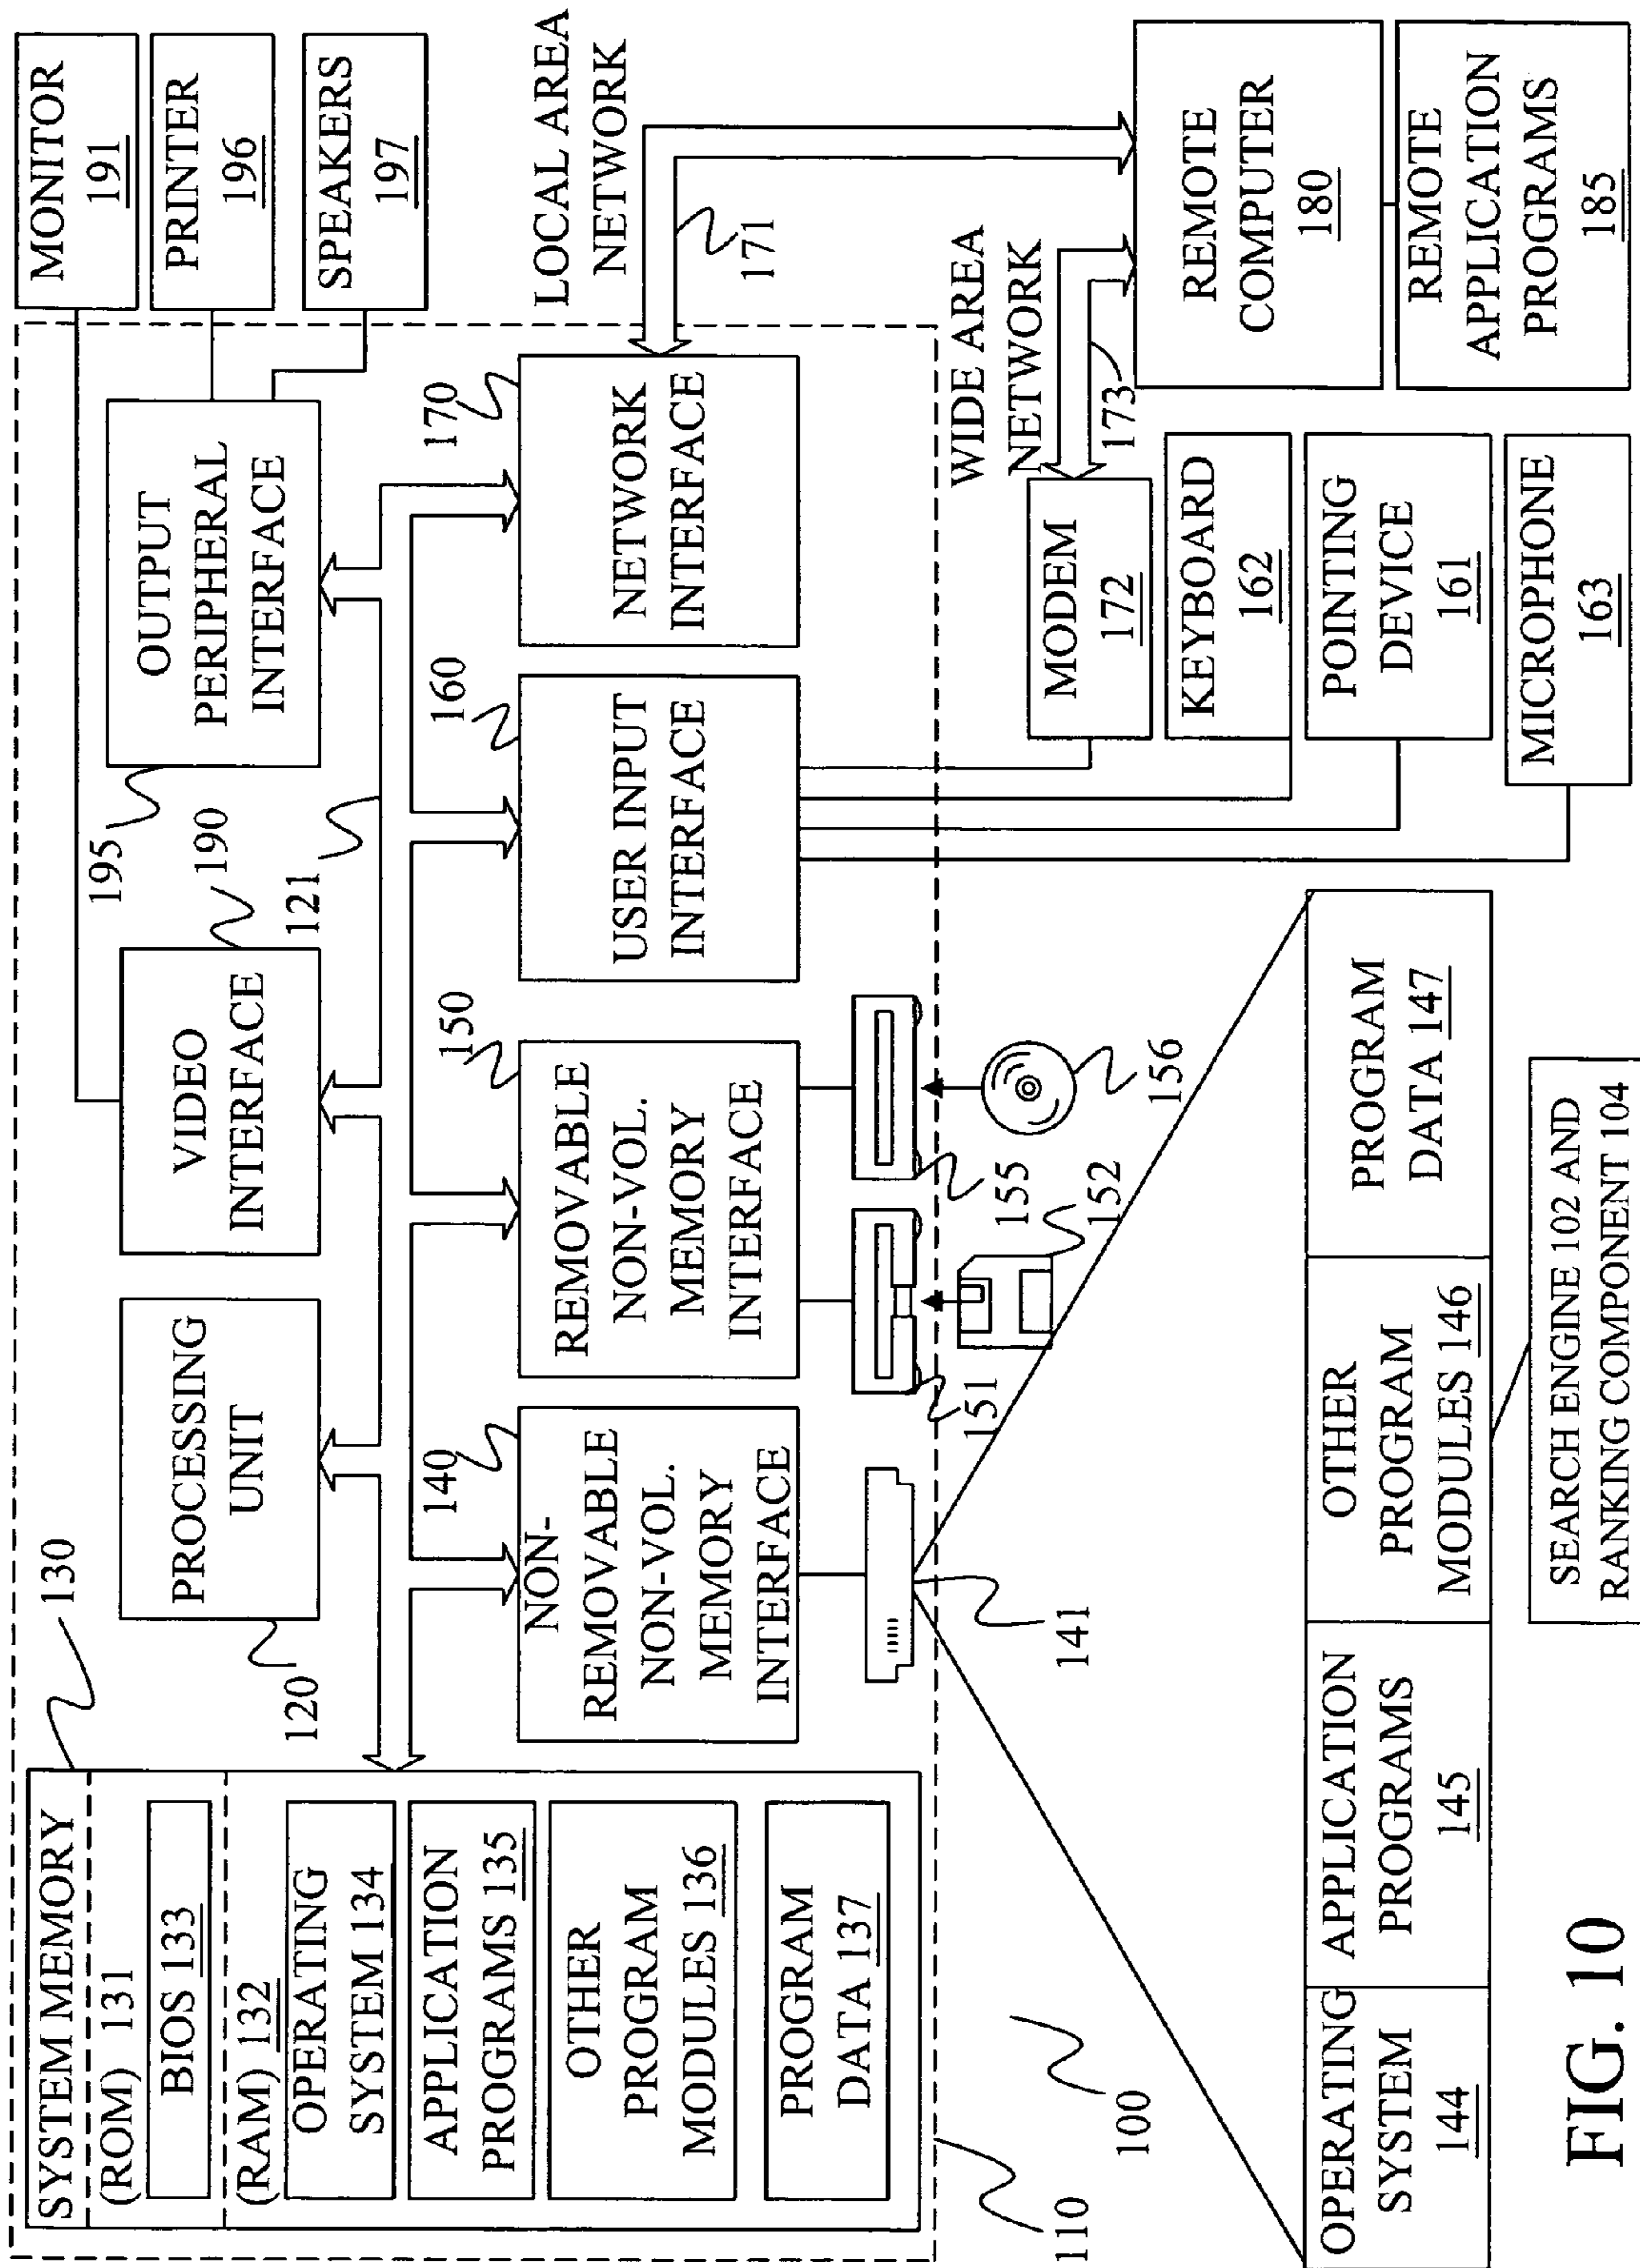 SYSTEM MEMORY
(ROM) 131
BIOS 133
(RAM) 132
OPERATING
SYSTEM 134
APPLICATION
PROGRAMS 135
OTHER
PROGRAM
MODULES 136
PROGRAM
DATA 137
130
PROCESSING
UNIT
120
VIDEO
INTERFACE
190
121
OUTPUT
PERIPHERAL
INTERFACE
195
MONITOR
191
PRINTER
196
SPEAKERS
197
NON-
REMOVABLE
NON-VOL.
MEMORY
INTERFACE
140
REMOVABLE
NON-VOL.
MEMORY
INTERFACE
150
USER INPUT
INTERFACE
160
NETWORK
INTERFACE
170
LOCAL AREA
NETWORK
171
141
151
152
155
156
WIDE AREA
NETWORK
173
MODEM
172
KEYBOARD
162
POINTING
DEVICE
161
MICROPHONE
163
REMOTE
COMPUTER
180
REMOTE
APPLICATION
PROGRAMS
185
110
100
OPERATING
SYSTEM
144
APPLICATION
PROGRAMS
145
OTHER
PROGRAM
MODULES 146
PROGRAM
DATA 147
SEARCH ENGINE 102 AND
RANKING COMPONENT 104
FIG. 10